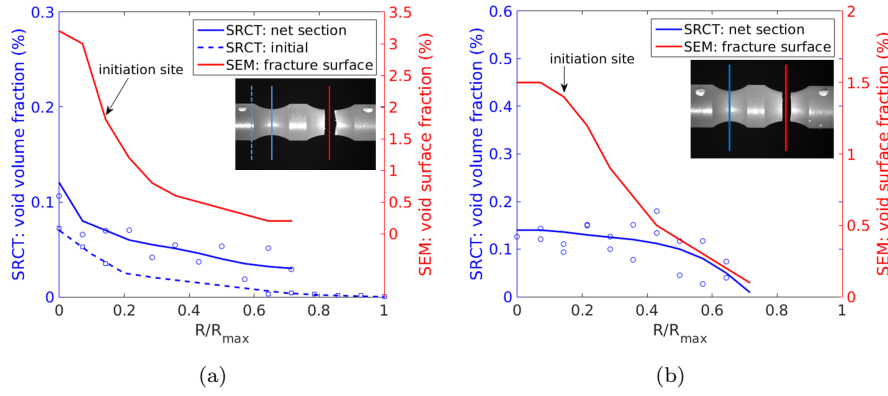 SRCT: void volume fraction (%)
0.3
0.2
0.1
0
SRCT: net section
SRCT: initial
SEM: fracture surface
initiation site
3.5
3
2.5
2
1.5
1
0.5
0
SEM: void surface fraction (%)
0 0.2 0.4 0.6 0.8 1
R/Rmax
(a)
SRCT: void volume fraction (%)
0.6
0.5
0.4
0.3
0.2
0.1
0
SRCT: net section
SEM: fracture surface
initiation site
2
1.5
1
0.5
0
SEM: void surface fraction (%)
0 0.2 0.4 0.6 0.8 1
R/Rmax
(b)